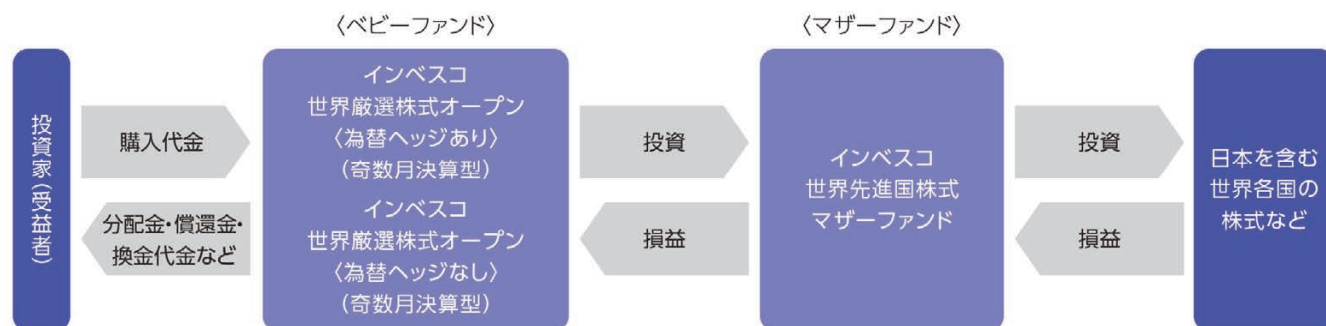 〈ベビーファンド〉
〈マザーファンド〉
投資家(受益者)
購入代金
分配金・償還金・
換金代金など
インベスコ
世界厳選株式オープン
〈為替ヘッジあり〉
(奇数月決算型)
インベスコ
世界厳選株式オープン
〈為替ヘッジなし〉
(奇数月決算型)
投資
損益
インベスコ
世界先進国株式
マザーファンド
投資
損益
日本を含む
世界各国の
株式など